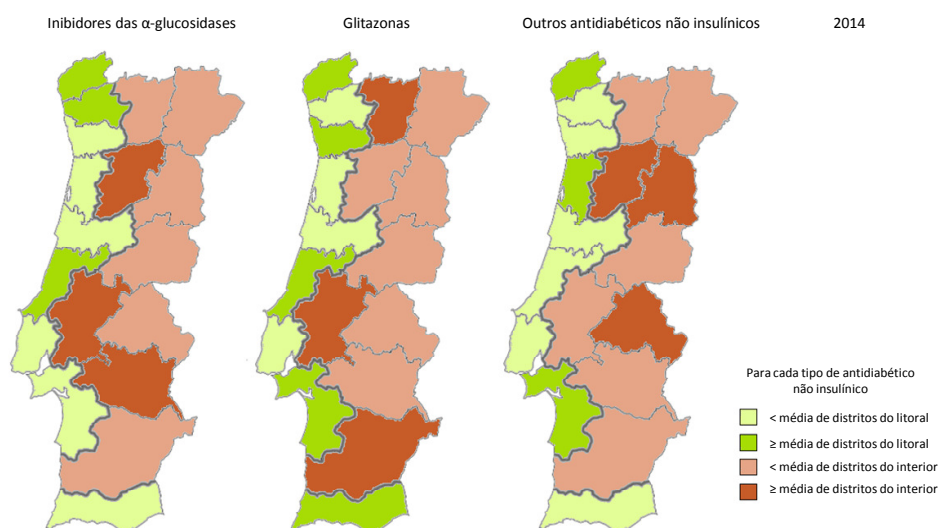 Inibidores das α-glucosidases
Glitazonas
Outros antidiabéticos não insulínicos
2014
Para cada tipo de antidiabético
não insulínico
< média de distritos do litoral
≥ média de distritos do litoral
< média de distritos do interior
≥ média de distritos do interior